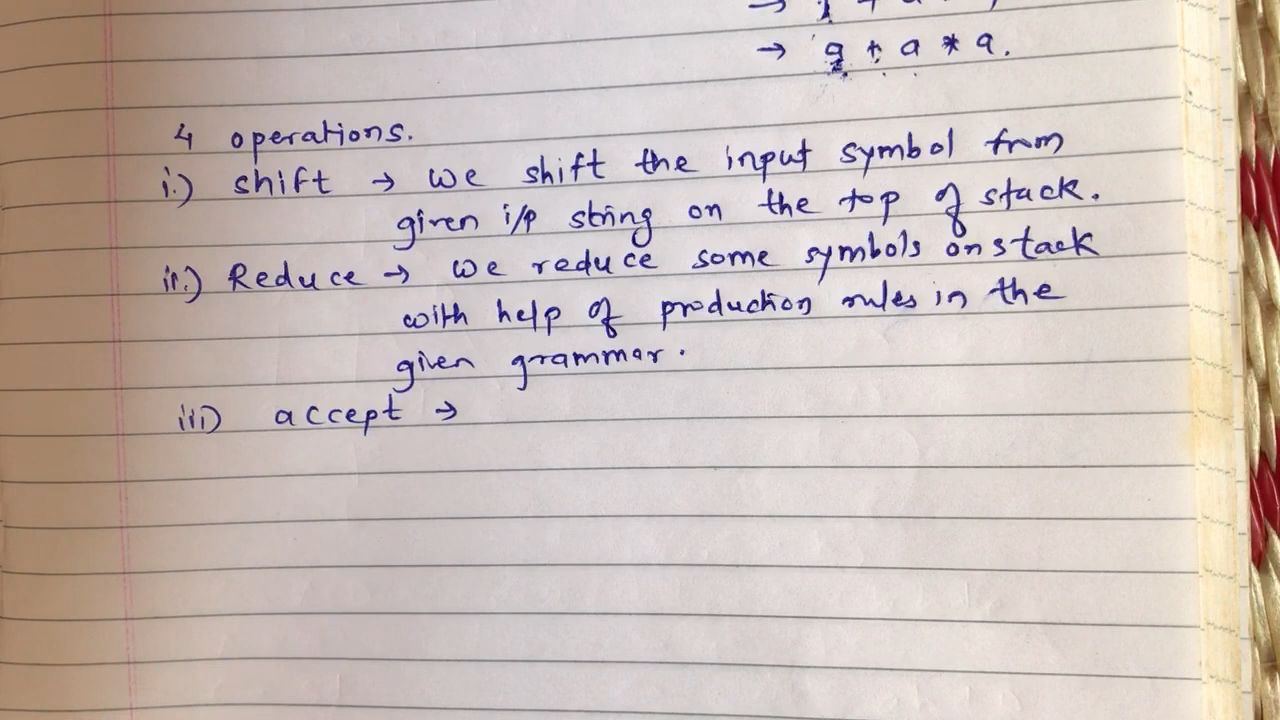 → a + a * a.
4 operations.
i.) shift → we shift the input symbol from
given i/p string on the top of stack.
ii.) Reduce → we reduce some symbols on stack
with help of production rules in the
given grammar.
iii) accept →